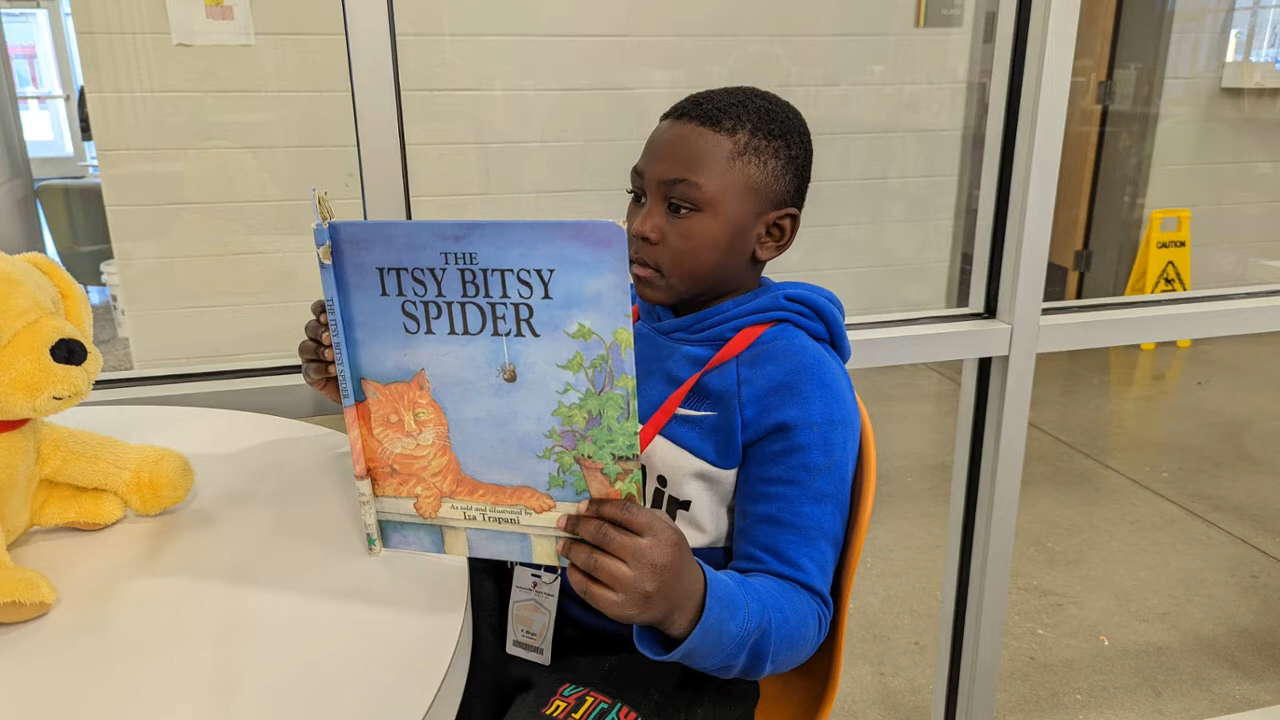 THE
ITSY BITSY
SPIDER
THE ITSY BITSY SPIDER
As told and illustrated by
Iza Trapani
CAUTION